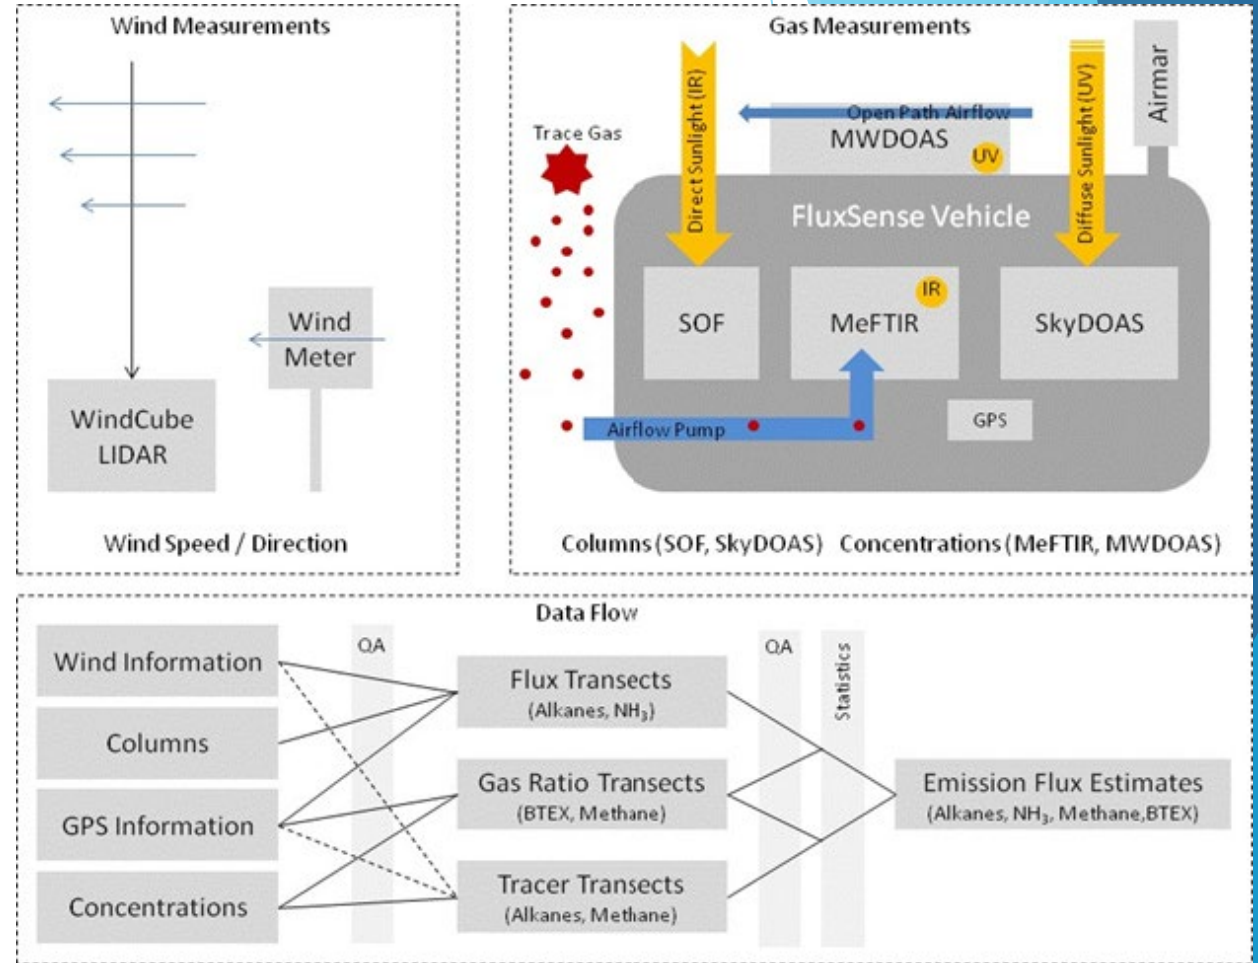 Wind Measurements
Wind
Meter
WindCube
LIDAR
Wind Speed / Direction
Gas Measurements
Trace Gas
Direct Sunlight (IR)
Open Path Airflow
MWDOAS
UV
Diffuse Sunlight (UV)
Airmar
FluxSense Vehicle
SOF
MeFTIR
IR
SkyDOAS
Airflow Pump
GPS
Columns (SOF, SkyDOAS) Concentrations (MeFTIR, MWDOAS)
Data Flow
Wind Information
Columns
GPS Information
Concentrations
QA
Flux Transects
(Alkanes, NH₃)
Gas Ratio Transects
(BTEX, Methane)
Tracer Transects
(Alkanes, Methane)
QA
Statistics
Emission Flux Estimates
(Alkanes, NH₃, Methane,BTEX)